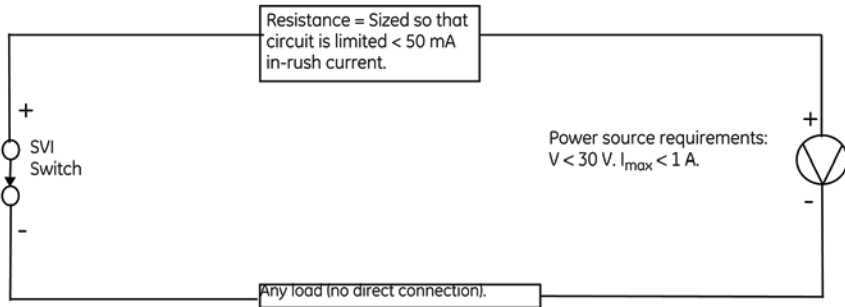 Resistance = Sized so that
circuit is limited < 50 mA
in-rush current.
+
SVI
Switch
-
Power source requirements:
V < 30 V. Imax < 1 A.
+
V
-
Any load (no direct connection).